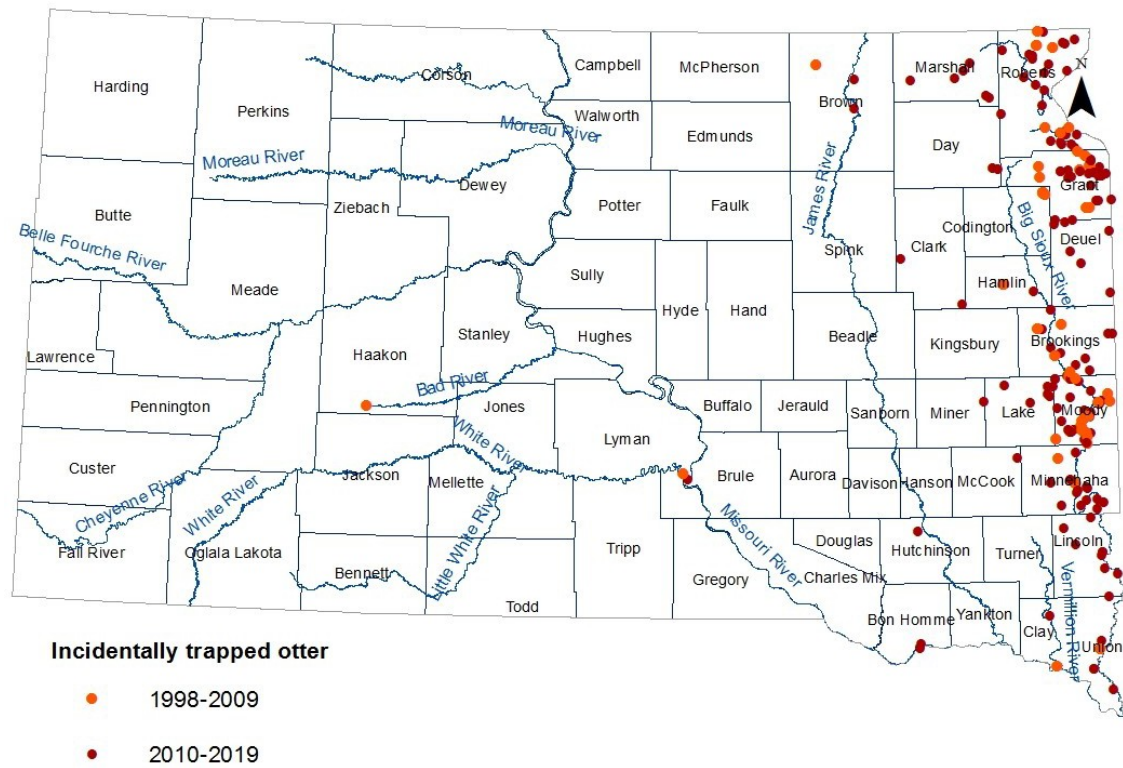 Harding
Perkins
Corson
Campbell
McPherson
Brown
Marshall
Roberts
N
Walworth
Edmunds
Day
Grant
Moreau River
Moreau River
Dewey
Ziebach
Butte
Belle Fourche River
Potter
Faulk
James River
Spink
Clark
Codington
Big Sioux River
Deuel
Hamlin
Meade
Sully
Hyde
Hand
Stanley
Hughes
Beadle
Kingsbury
Brookings
Lawrence
Haakon
Bad River
Pennington
Jones
Lyman
Buffalo
Jerauld
Sanborn
Miner
Lake
Moody
White River
Custer
Cheyenne River
White River
Jackson
Mellette
Little White River
Brule
Aurora
Davison
Hanson
McCook
Minnehaha
Missouri River
Fall River
Oglala Lakota
Bennett
Todd
Tripp
Gregory
Douglas
Charles Mix
Hutchinson
Turner
Lincoln
Vermillion River
Bon Homme
Yankton
Clay
Union
Incidentally trapped otter
1998-2009
2010-2019